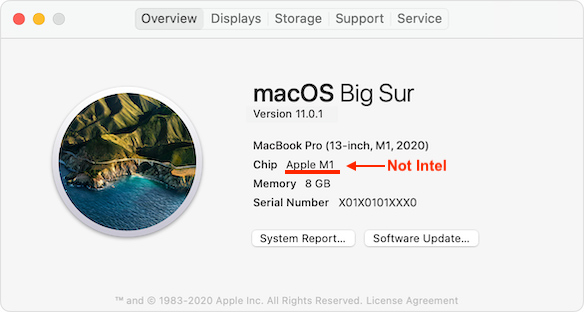 Overview Displays Storage Support Service
macOS Big Sur
Version 11.0.1
MacBook Pro (13-inch, M1, 2020)
Chip Apple M1 Not Intel
Memory 8 GB
Serial Number X01X0101XXX0
System Report... Software Update...
™ and © 1983-2020 Apple Inc. All Rights Reserved. License Agreement